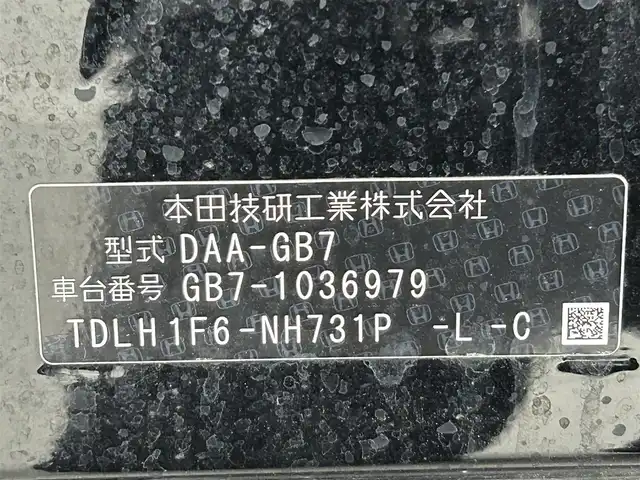 本田技研工業株式会社
型式 DAA-GB7
車台番号 GB7-1036979
TDLH1F6-NH731P -L -C